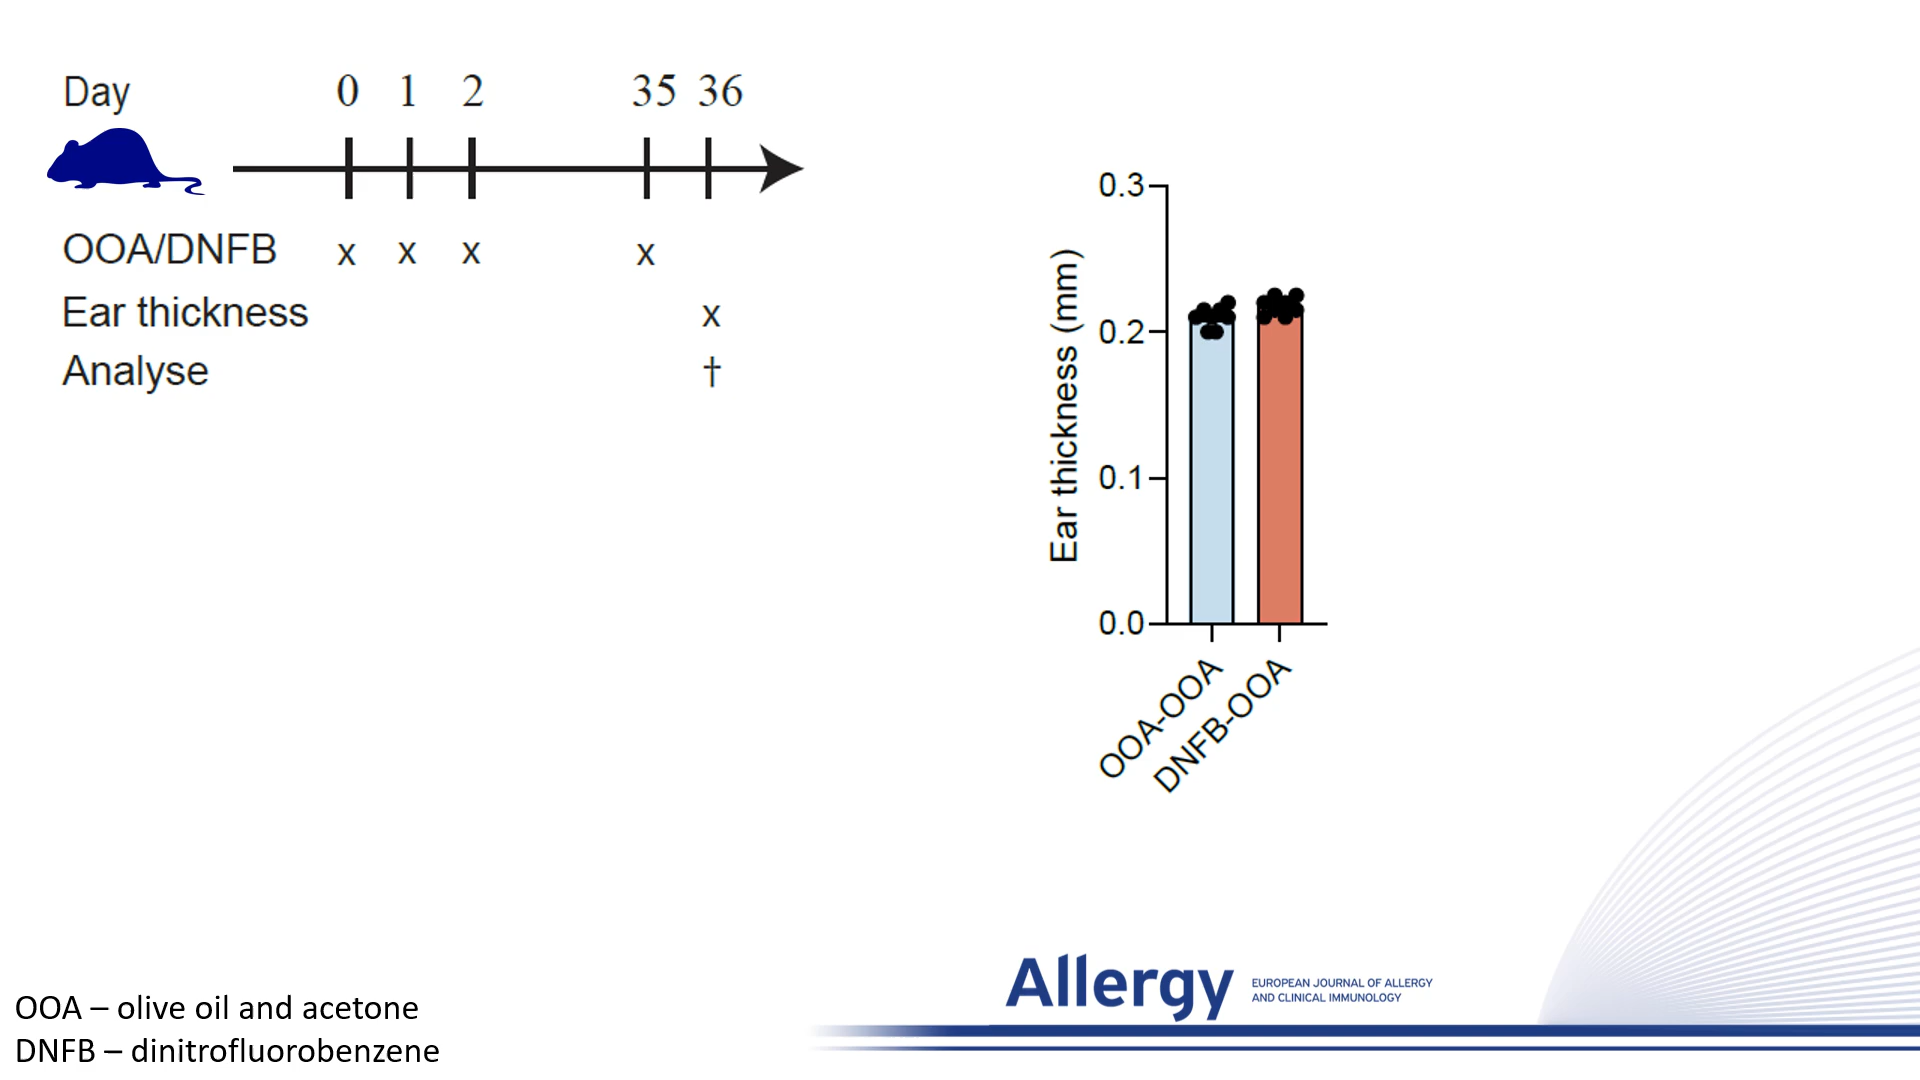 Day 0 1 2 35 36
OOA/DNFB x x x x
Ear thickness x
Analyse †
Ear thickness (mm)
0.3
0.2
0.1
0.0
OOA-OOA
DNFB-OOA
OOA – olive oil and acetone
DNFB – dinitrofluorobenzene
Allergy
EUROPEAN JOURNAL OF ALLERGY
AND CLINICAL IMMUNOLOGY